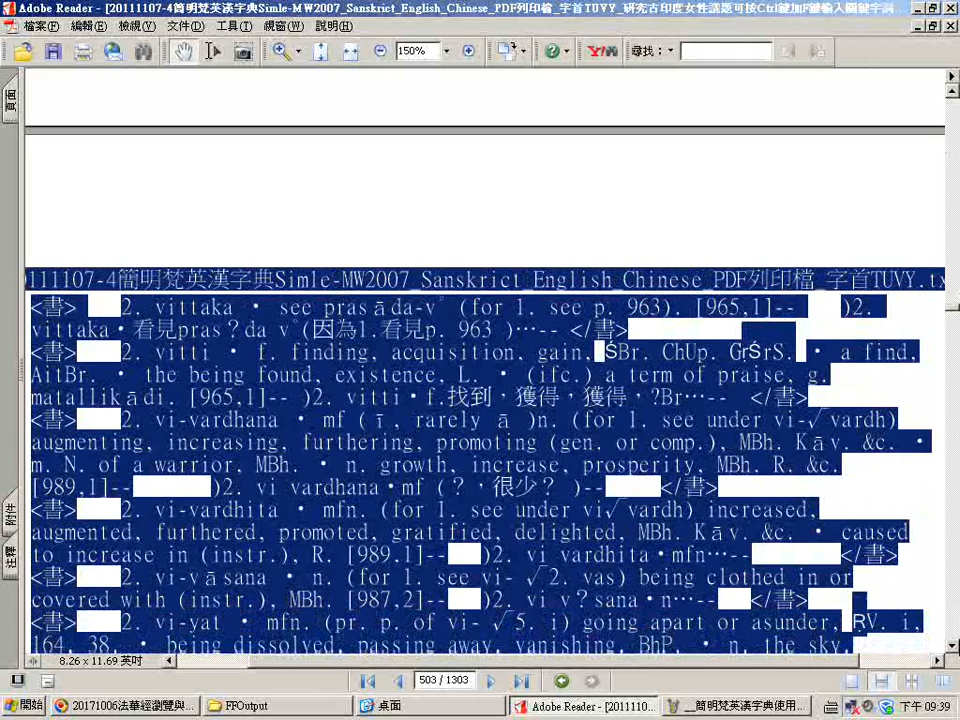 Adobe Reader - [20111107-4簡明梵英漢字典Simle-MW2007_Sanskrict_English_Chinese_PDF列印檔_字首TUVY_研究古印度女性議題可按Ctrl鍵加F鍵輸入關鍵字詞...
檔案(F) 編輯(E) 檢視(V) 文件(D) 工具(T) 視窗(W) 說明(H)
150% Y! 尋找:
頁面
0111107-4簡明梵英漢字典Simle-MW2007_Sanskrict_English_Chinese_PDF列印檔_字首TUVY.tx
<書> 2. vittaka • see prasāda-v° (for 1. see p. 963). [965,1]-- )2.
vittaka•看見pras?da v°(因為1.看見p. 963 )…-- </書>
<書> 2. vitti • f. finding, acquisition, gain, ŚBr. ChUp. GṛŚrS. • a find,
AitBr. • the being found, existence, L. • (ifc.) a term of praise, g.
matallikādi. [965,1]-- )2. vitti•f.找到，獲得，獲得，?Br…-- </書>
<書> 2. vi-vardhana • mf (ī, rarely ā )n. (for 1. see under vi-√vardh)
augmenting, increasing, furthering, promoting (gen. or comp.), MBh. Kāv. &c. •
m. N. of a warrior, MBh. • n. growth, increase, prosperity, MBh. R. &c.
[989,1]-- )2. vi vardhana•mf (？，很少？ )-- </書>
<書> 2. vi-vardhita • mfn. (for 1. see under vi√vardh) increased,
augmented, furthered, promoted, gratified, delighted, MBh. Kāv. &c. • caused
to increase in (instr.), R. [989,1]-- )2. vi vardhita•mfn…-- </書>
<書> 2. vi-vāsana • n. (for 1. see vi- √2. vas) being clothed in or
covered with (instr.), MBh. [987,2]-- )2. vi v？sana•n…-- </書>
<書> 2. vi-yat • mfn. (pr. p. of vi- √5. i) going apart or asunder, RV. i,
164, 38. • being dissolved, passing away, vanishing, BhP. • n. the sky,
附件
注釋
8.26 x 11.69 英吋
503 / 1303
開始 20171006法華經瀏覽與... FFOutput 桌面 Adobe Reader - [2011110... __簡明梵英字典使用... 下午 09:39